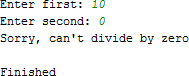 Enter first: 10
Enter second: 0
Sorry, can't divide by zero
Finished